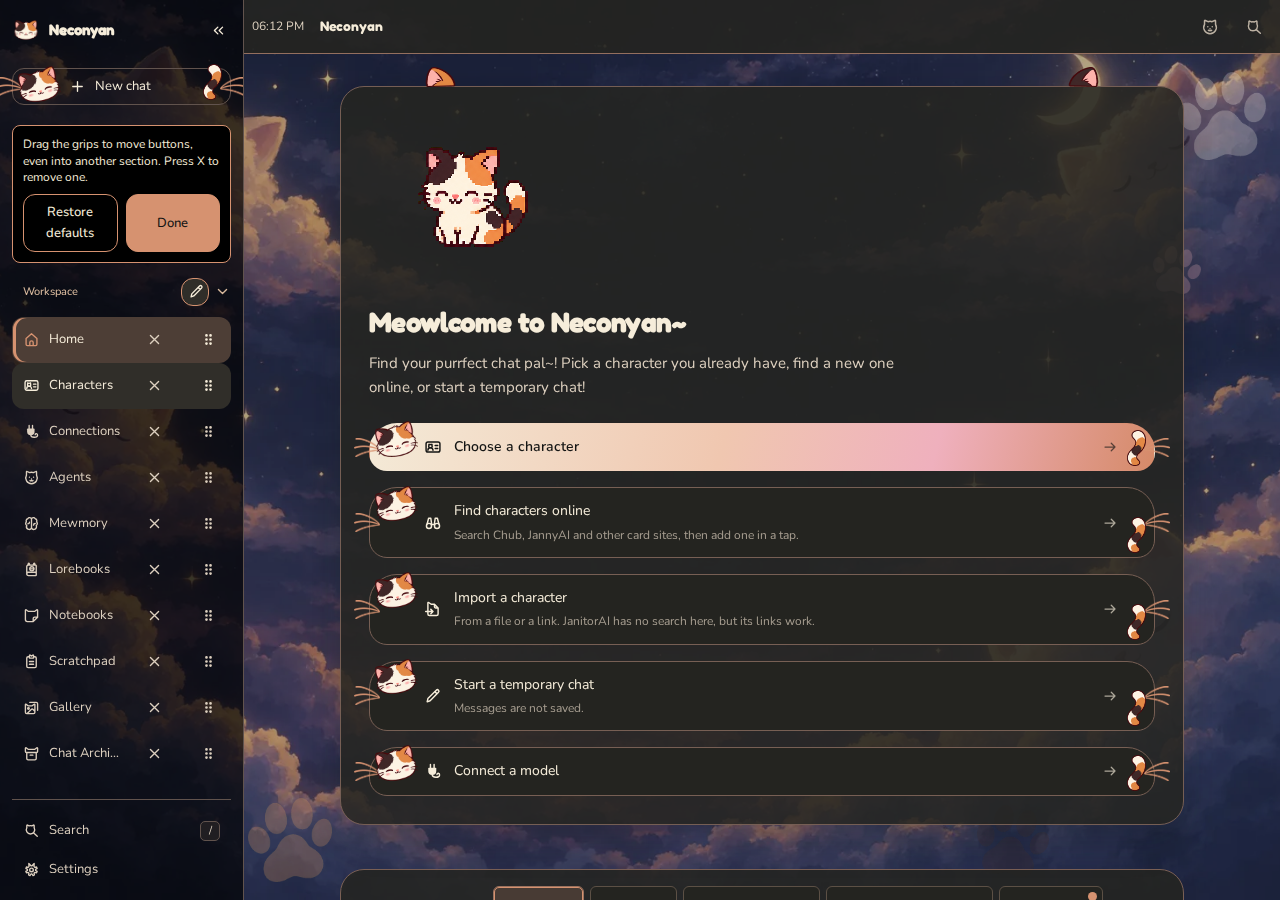 Neconyan
06:12 PM
Neconyan
New chat
Drag the grips to move buttons,
even into another section. Press X to
remove one.
Restore
defaults
Done
Workspace
Home
Characters
Connections
Agents
Mewmory
Lorebooks
Notebooks
Scratchpad
Gallery
Chat Archi...
Search
/
Settings
Meowlcome to Neconyan~
Find your purrfect chat pal~! Pick a character you already have, find a new one
online, or start a temporary chat!
Choose a character
Find characters online
Search Chub, JannyAI and other card sites, then add one in a tap.
Import a character
From a file or a link. JanitorAI has no search here, but its links work.
Start a temporary chat
Messages are not saved.
Connect a model